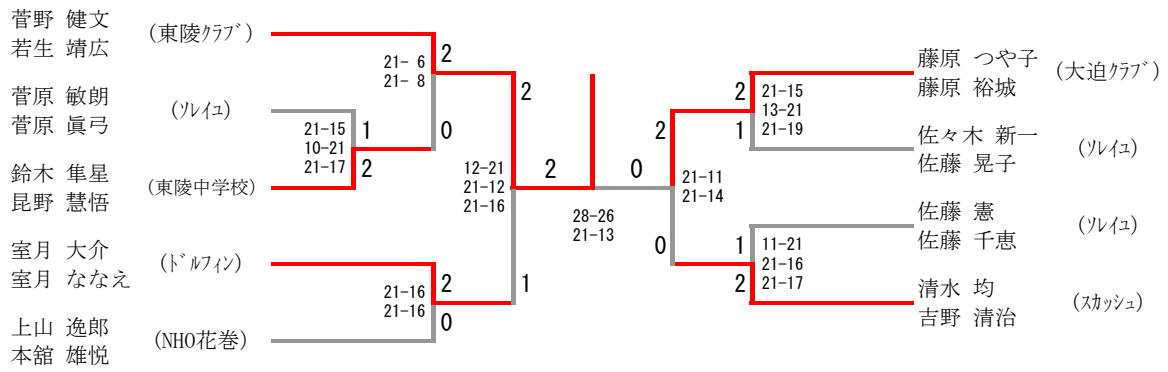 菅野 健文
若生 靖広
(東陵ｸﾗﾌﾞ)
菅原 敏朗
菅原 眞弓
(ｿﾚｲﾕ)
鈴木 隼星
昆野 慧悟
(東陵中学校)
室月 大介
室月 ななえ
(ﾄﾞﾙﾌｨﾝ)
上山 逸郎
本舘 雄悦
(NHO花巻)
21- 6
21- 8
2
0
21-15
10-21
21-17
1
2
21-16
21-16
2
0
12-21
21-12
21-16
2
1
2
0
28-26
21-13
21-11
21-14
2
0
21-15
13-21
21-19
2
1
11-21
21-16
21-17
1
2
藤原 つや子
藤原 裕城
(大迫ｸﾗﾌﾞ)
佐々木 新一
佐藤 晃子
(ｿﾚｲﾕ)
佐藤 憲
佐藤 千恵
(ｿﾚｲﾕ)
清水 均
吉野 清治
(ｽｶｯｼｭ)